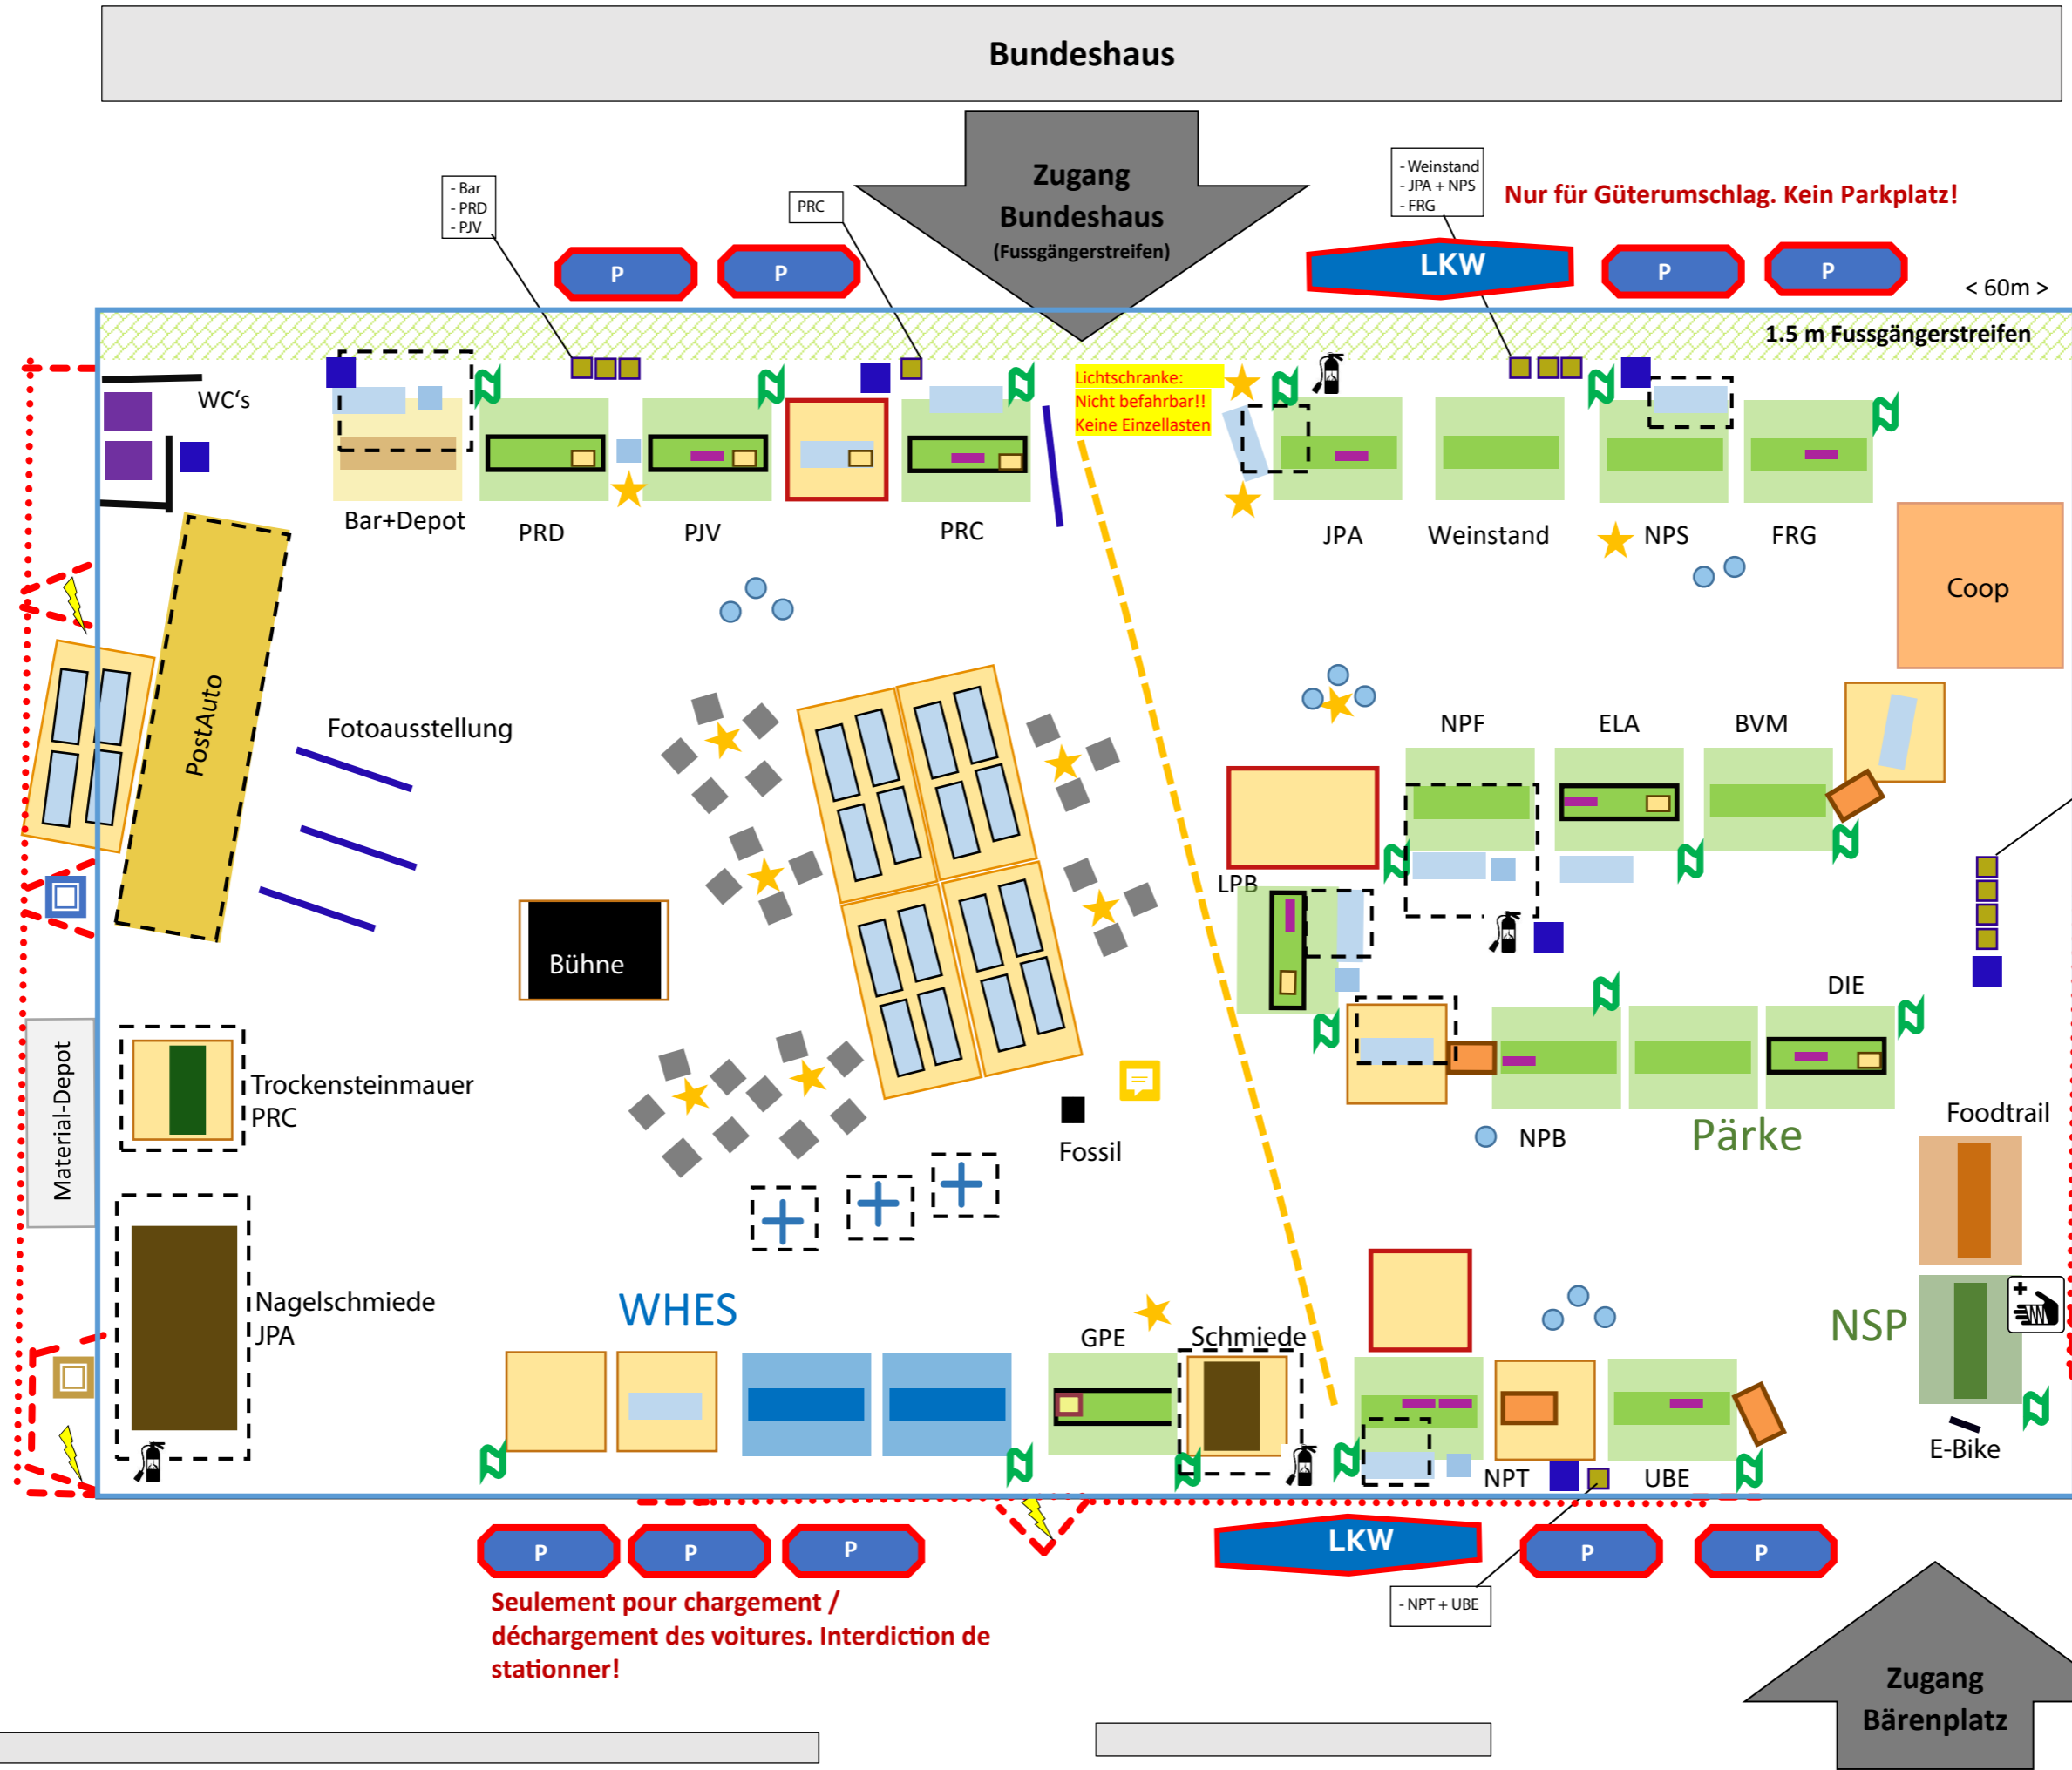 Bundeshaus
Zugang
Bundeshaus
(Fussgängerstreifen)
- Bar
- PRD
- PJV
PRC
- Weinstand
- JPA + NPS
- FRG
Nur für Güterumschlag. Kein Parkplatz!
P
P
LKW
P
P
< 60m >
1.5 m Fussgängerstreifen
WC‘s
Lichtschranke:
Nicht befahrbar!!
Keine Einzellasten
Bar+Depot
PRD
PJV
PRC
JPA
Weinstand
NPS
FRG
Coop
PostAuto
Fotoausstellung
NPF
ELA
BVM
LPB
Bühne
DIE
Material-Depot
Trockensteinmauer
PRC
Fossil
NPB
Pärke
Foodtrail
Nagelschmiede
JPA
WHES
GPE
Schmiede
NSP
NPT
UBE
E-Bike
P
P
P
LKW
P
P
Seulement pour chargement /
déchargement des voitures. Interdiction de
stationner!
- NPT + UBE
Zugang
Bärenplatz